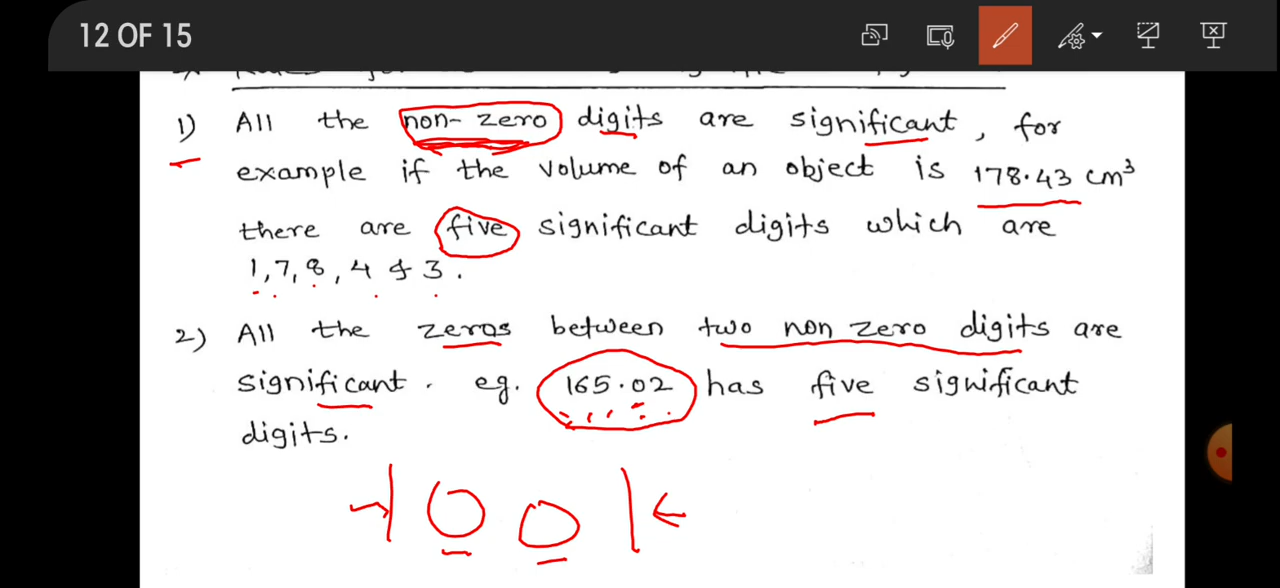 12 OF 15
1) All the non-zero digits are significant, for
example if the volume of an object is 178.43 cm³
there are five significant digits which are
1,7,8,4 & 3.
2) All the zeros between two non zero digits are
significant. eg. 165.02 has five significant
digits.
1001